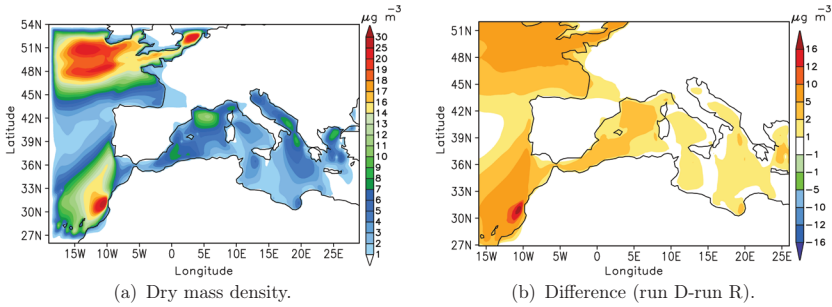 μg m⁻³
54N
51N
48N
45N
42N
39N
36N
33N
30N
27N
Latitude
15W 10W 5W 0 5E 10E 15E 20E 25E
Longitude
30
25
20
19
18
17
16
15
14
13
12
11
10
9
8
7
6
5
4
3
2
1
(a) Dry mass density.
μg m⁻³
51N
48N
45N
42N
39N
36N
33N
30N
27N
Latitude
15W 10W 5W 0 5E 10E 15E 20E 25E
Longitude
16
12
10
5
2
1
−1
−5
−10
−12
−16
(b) Difference (run D-run R).